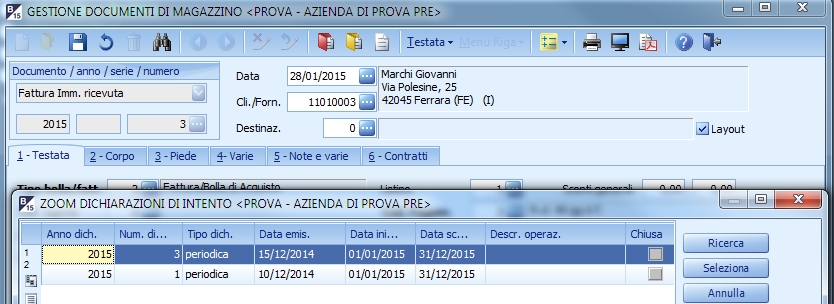 GESTIONE DOCUMENTI DI MAGAZZINO <PROVA - AZIENDA DI PROVA PRE>
Testata Menu Riga
Documento / anno / serie / numero
Fattura Imm. ricevuta
2015 3
Data 28/01/2015
Cli./Forn. 11010003
Destinaz. 0
Marchi Giovanni
Via Polesine, 25
42045 Ferrara (FE) (I)
Layout
1 - Testata 2 - Corpo 3 - Piede 4- Varie 5 - Note e varie 6 - Contratti
Tipo bolla/fatt 2 Fattura/Bolla di Acquisto Listino 1 Sconti generali 0,00 0,00
ZOOM DICHIARAZIONI DI INTENTO <PROVA - AZIENDA DI PROVA PRE>
Anno dich. Num. di... Tipo dich. Data emis. Data ini... Data sc... Descr. operaz. Chiusa
1 2015 3 periodica 15/12/2014 01/01/2015 31/12/2015
2 2015 1 periodica 10/12/2014 01/01/2015 31/12/2015
Ricerca
Seleziona
Annulla